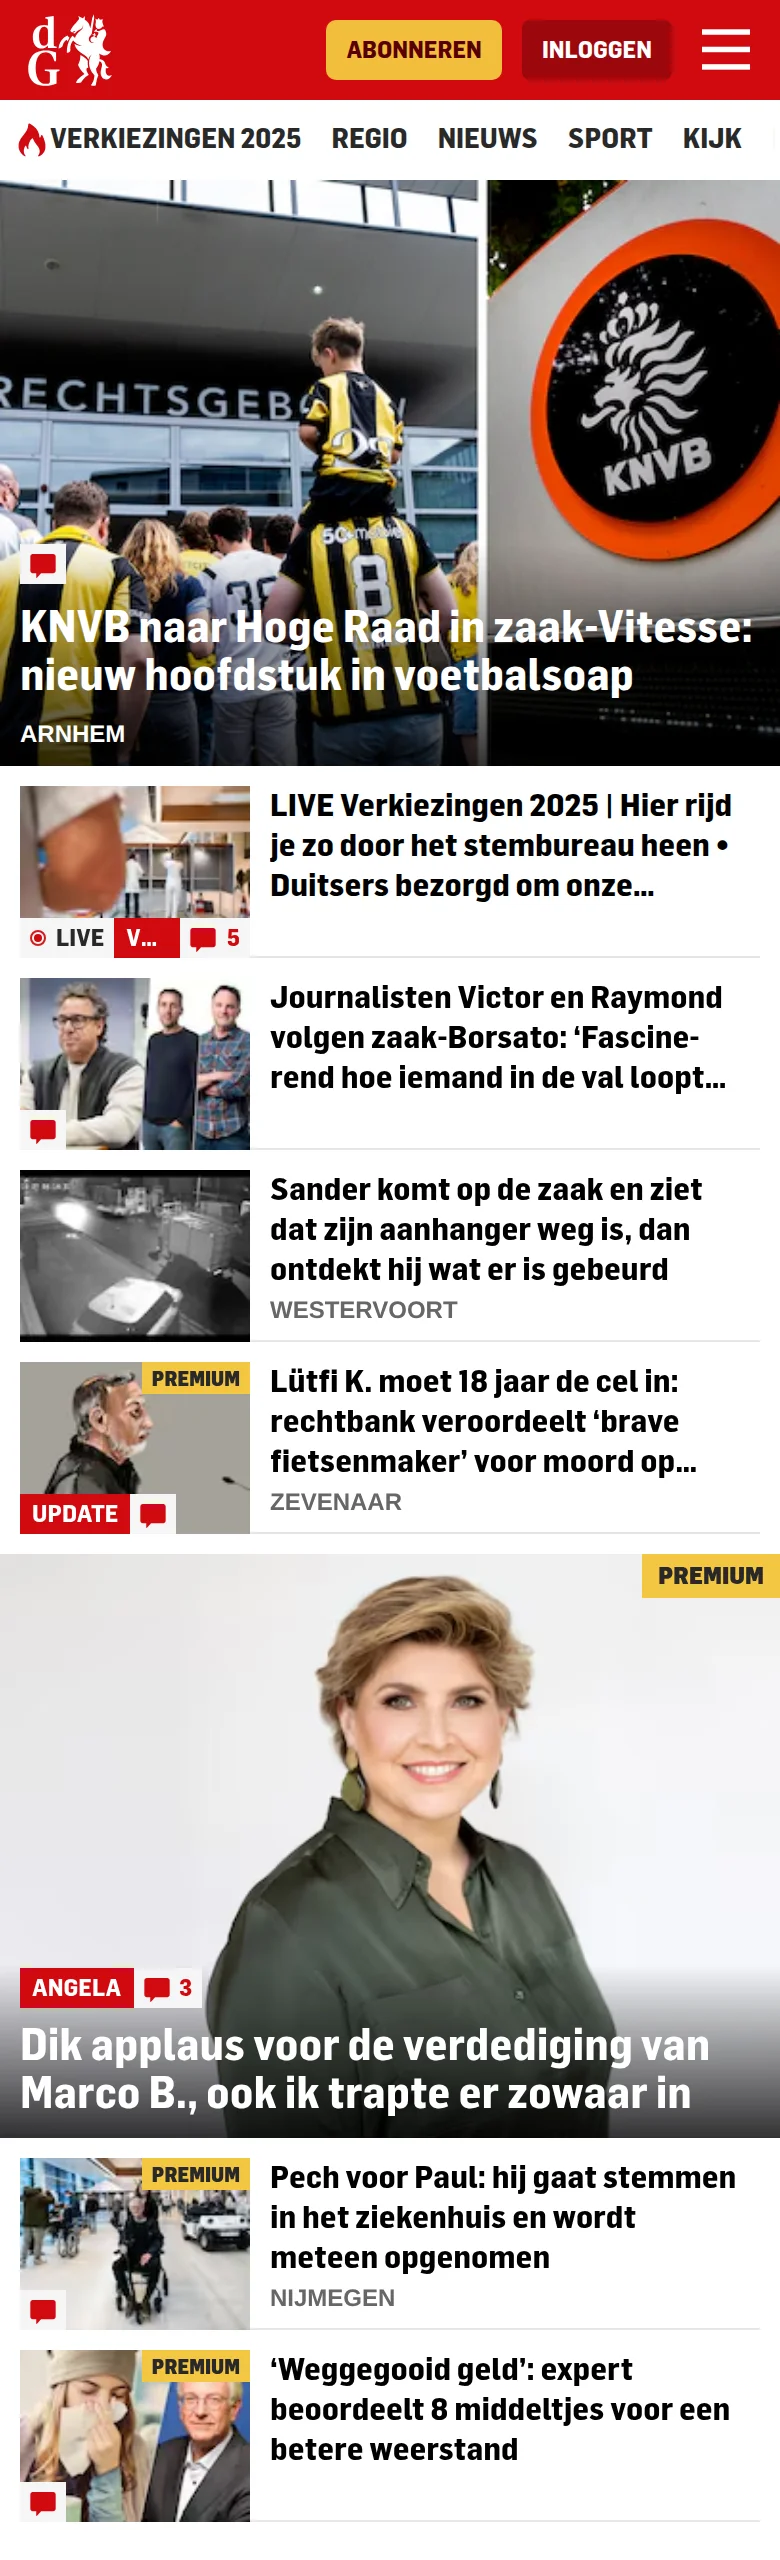 dG
ABONNEREN
INLOGGEN
VERKIEZINGEN 2025
REGIO
NIEUWS
SPORT
KIJK
RECHTSGEB
KNVB
8
KNVB naar Hoge Raad in zaak-Vitesse:
nieuw hoofdstuk in voetbalsoap
ARNHEM
LIVE Verkiezingen 2025 | Hier rijd
je zo door het stembureau heen •
Duitsers bezorgd om onze...
LIVE
V...
5
Journalisten Victor en Raymond
volgen zaak-Borsato: ‘Fascine-
rend hoe iemand in de val loopt...
Sander komt op de zaak en ziet
dat zijn aanhanger weg is, dan
ontdekt hij wat er is gebeurd
WESTERVOORT
PREMIUM
UPDATE
Lütfi K. moet 18 jaar de cel in:
rechtbank veroordeelt ‘brave
fietsenmaker’ voor moord op...
ZEVENAAR
PREMIUM
ANGELA
3
Dik applaus voor de verdediging van
Marco B., ook ik trapte er zowaar in
PREMIUM
Pech voor Paul: hij gaat stemmen
in het ziekenhuis en wordt
meteen opgenomen
NIJMEGEN
PREMIUM
‘Weggegooid geld’: expert
beoordeelt 8 middeltjes voor een
betere weerstand